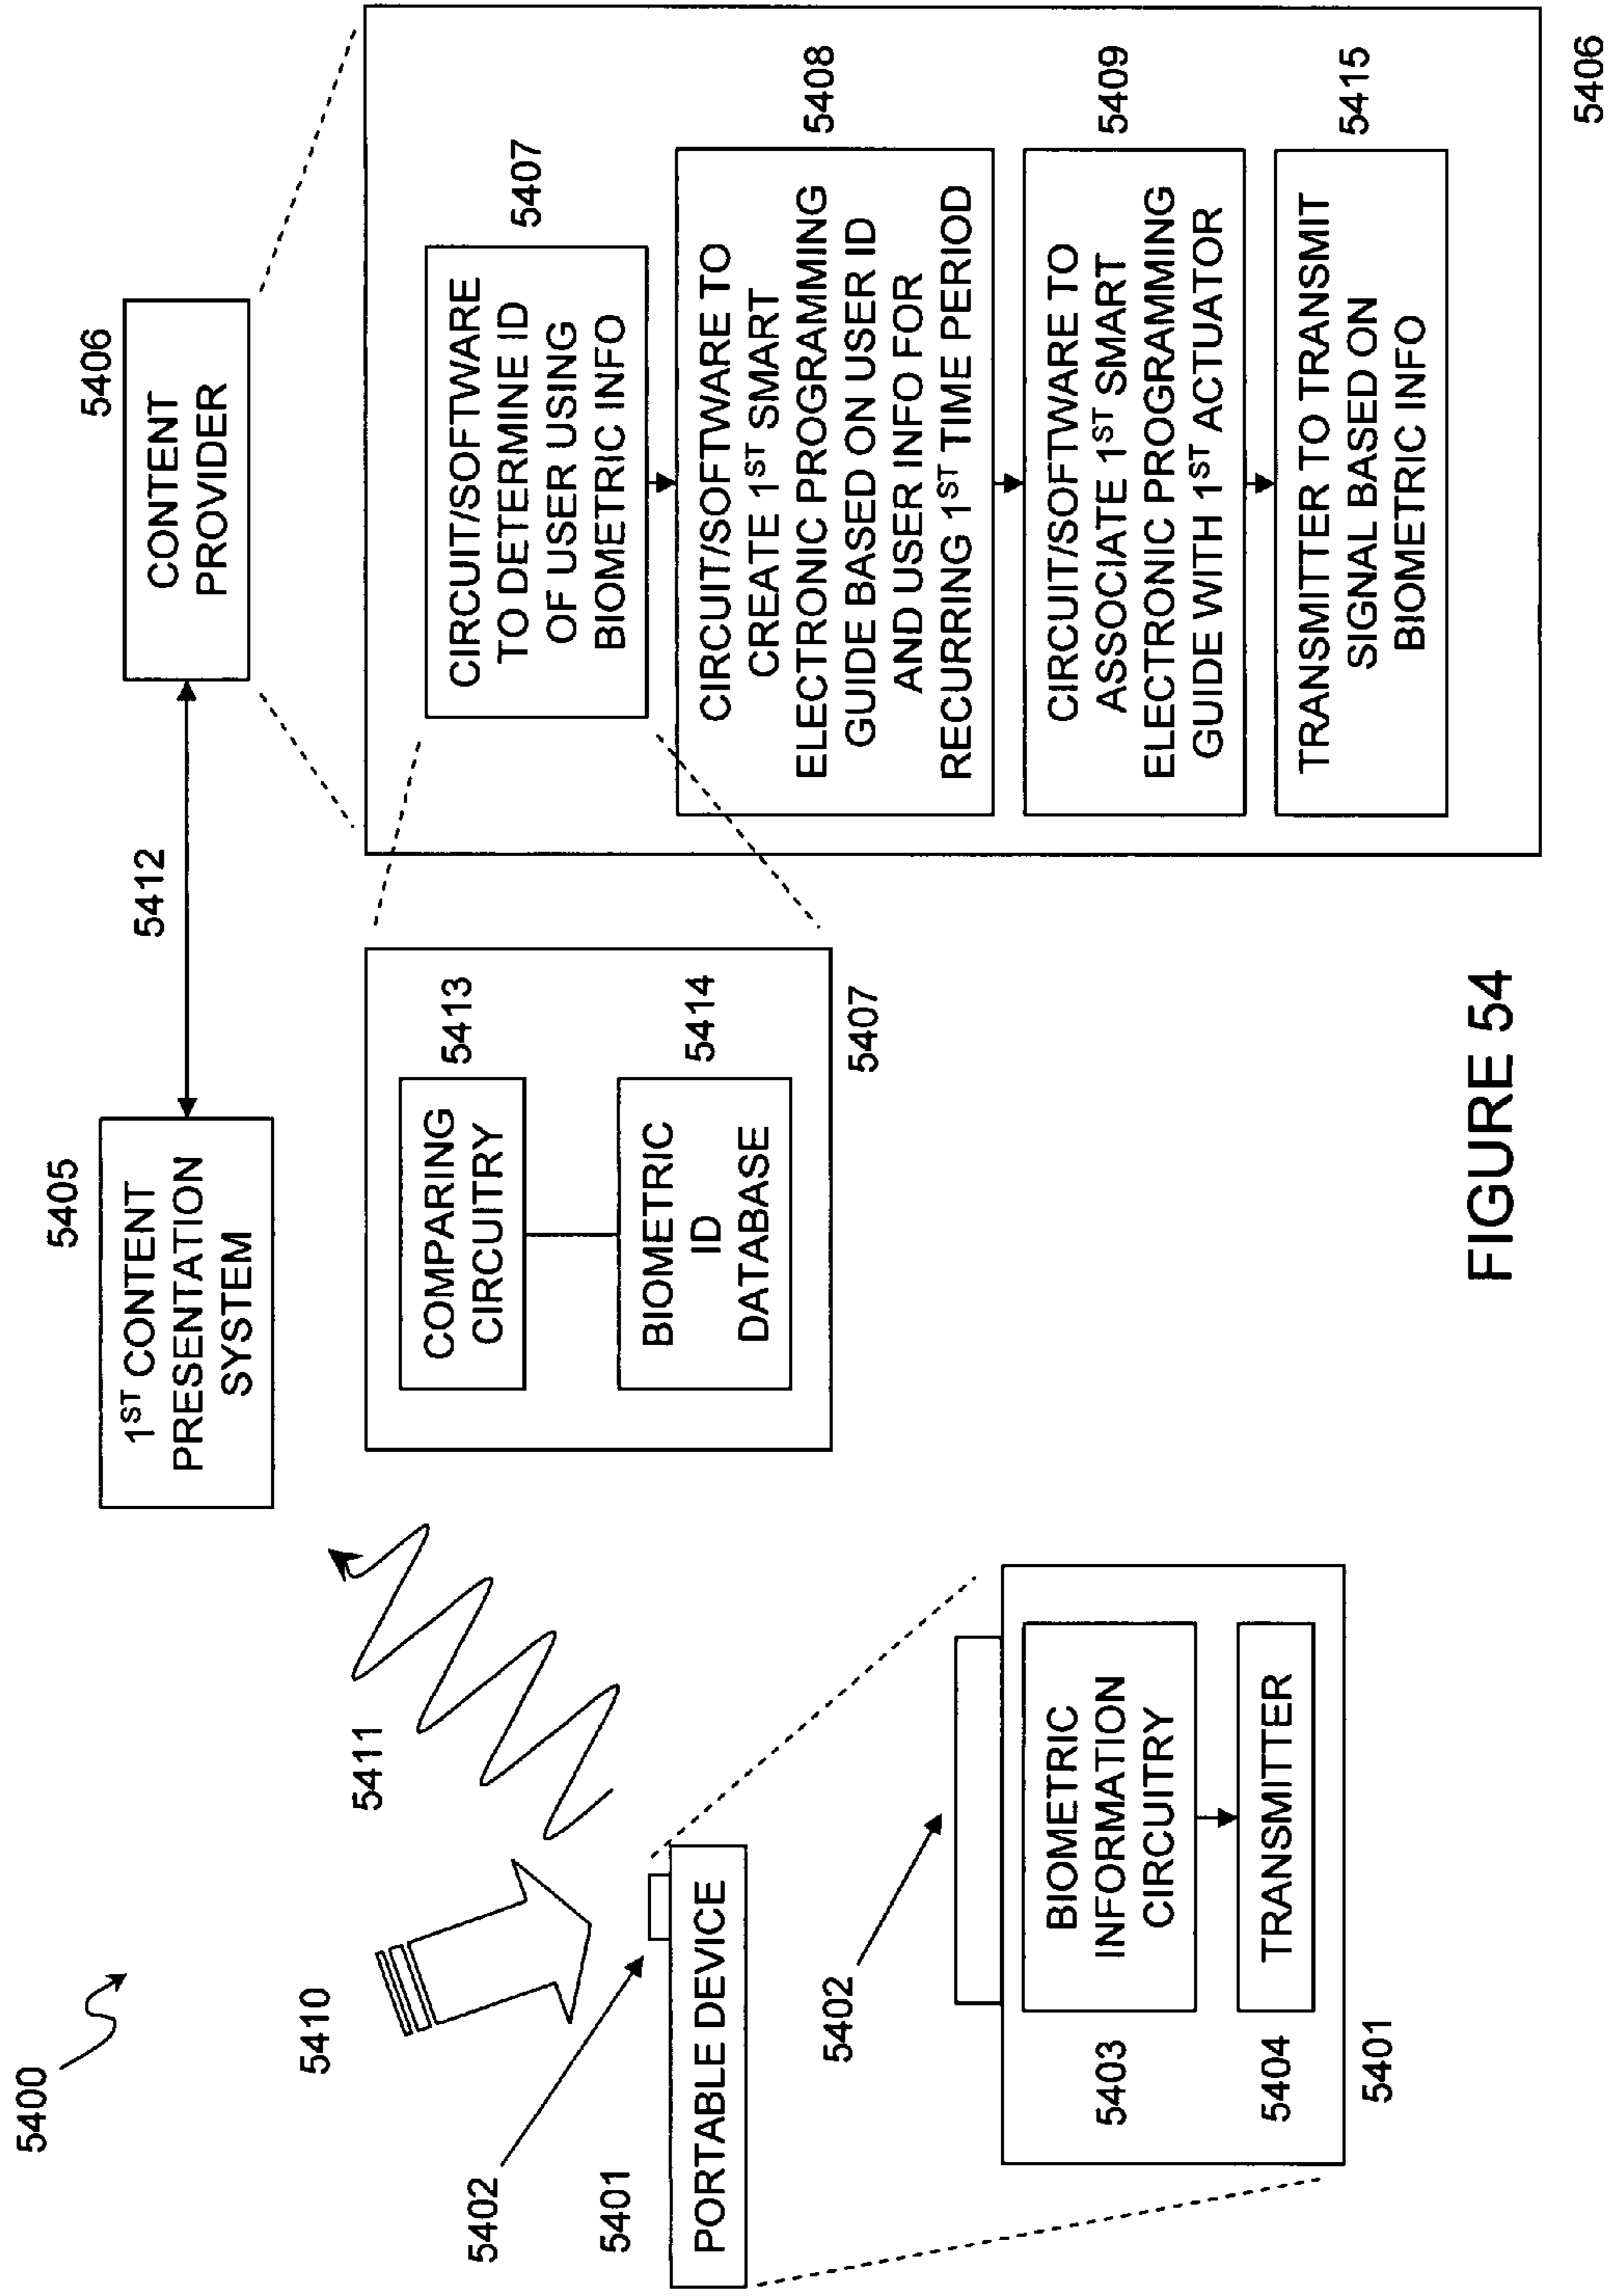 5400
5405
1ST CONTENT
PRESENTATION
SYSTEM
5412
5406
CONTENT
PROVIDER
5410
5411
5402
5401
PORTABLE DEVICE
5402
5403
BIOMETRIC
INFORMATION
CIRCUITRY
5404
TRANSMITTER
5401
COMPARING
CIRCUITRY
5413
BIOMETRIC
ID
DATABASE
5414
5407
5407
CIRCUIT/SOFTWARE
TO DETERMINE ID
OF USER USING
BIOMETRIC INFO
5408
CIRCUIT/SOFTWARE TO
CREATE 1ST SMART
ELECTRONIC PROGRAMMING
GUIDE BASED ON USER ID
AND USER INFO FOR
RECURRING 1ST TIME PERIOD
5409
CIRCUIT/SOFTWARE TO
ASSOCIATE 1ST SMART
ELECTRONIC PROGRAMMING
GUIDE WITH 1ST ACTUATOR
5415
TRANSMITTER TO TRANSMIT
SIGNAL BASED ON
BIOMETRIC INFO
5406
FIGURE 54